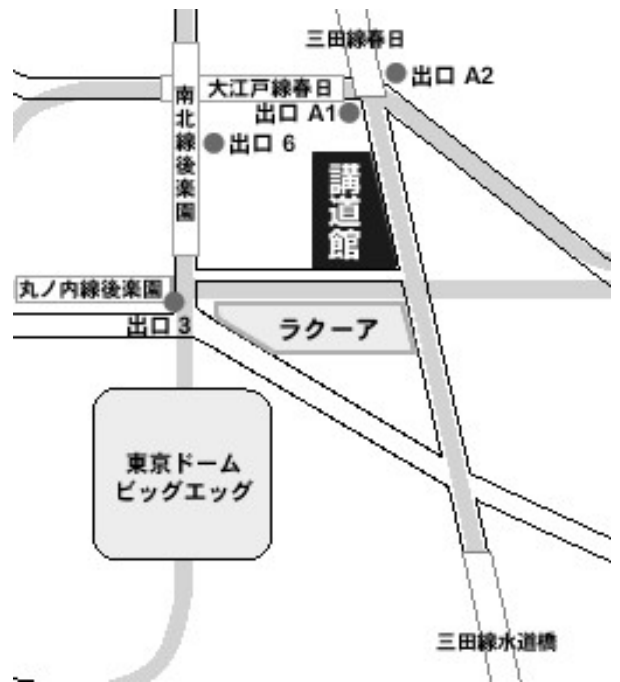 三田線春日
出口 A2
大江戸線春日
出口 A1
南北線後楽園
出口 6
講道館
丸ノ内線後楽園
出口 3
ラクーア
東京ドーム
ビッグエッグ
三田線水道橋